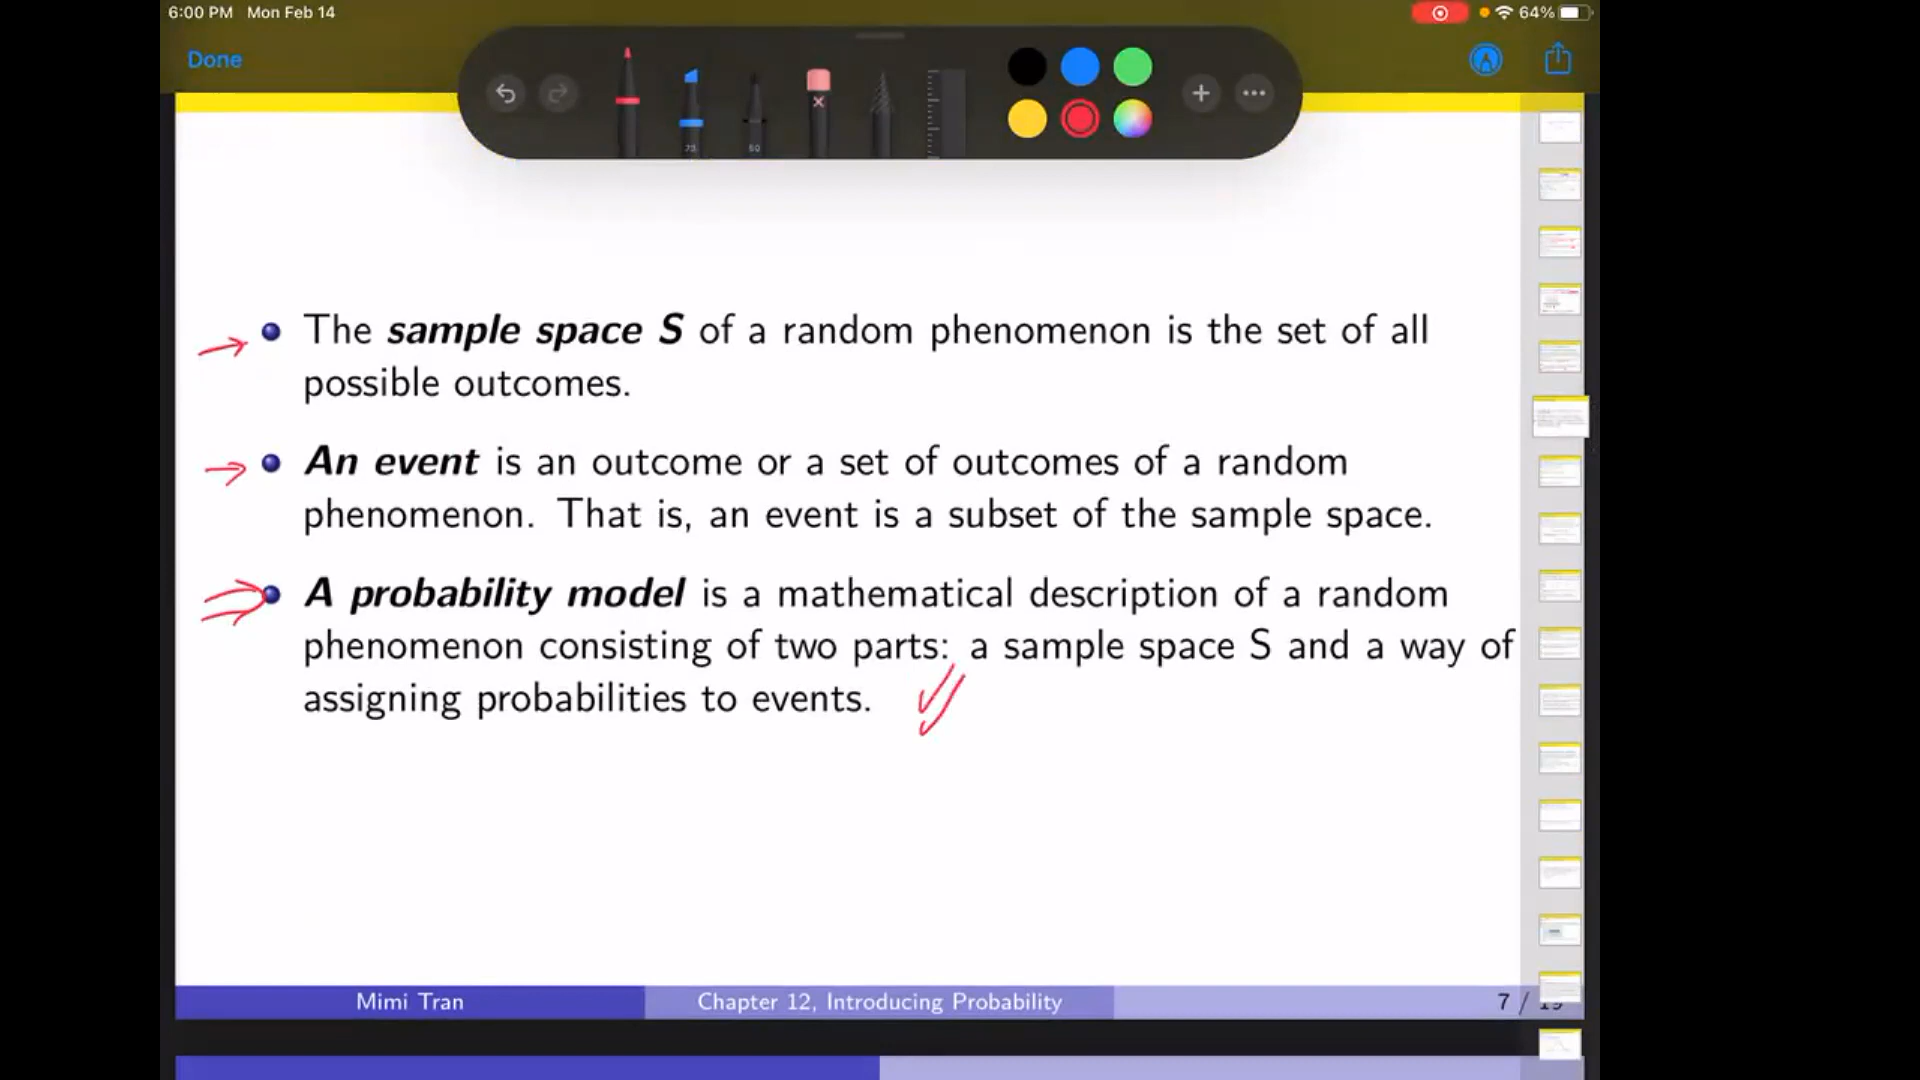 6:00 PM Mon Feb 14
64%
Done
The sample space S of a random phenomenon is the set of all
possible outcomes.
An event is an outcome or a set of outcomes of a random
phenomenon. That is, an event is a subset of the sample space.
A probability model is a mathematical description of a random
phenomenon consisting of two parts: a sample space S and a way of
assigning probabilities to events.
Mimi Tran
Chapter 12, Introducing Probability
7 / 19